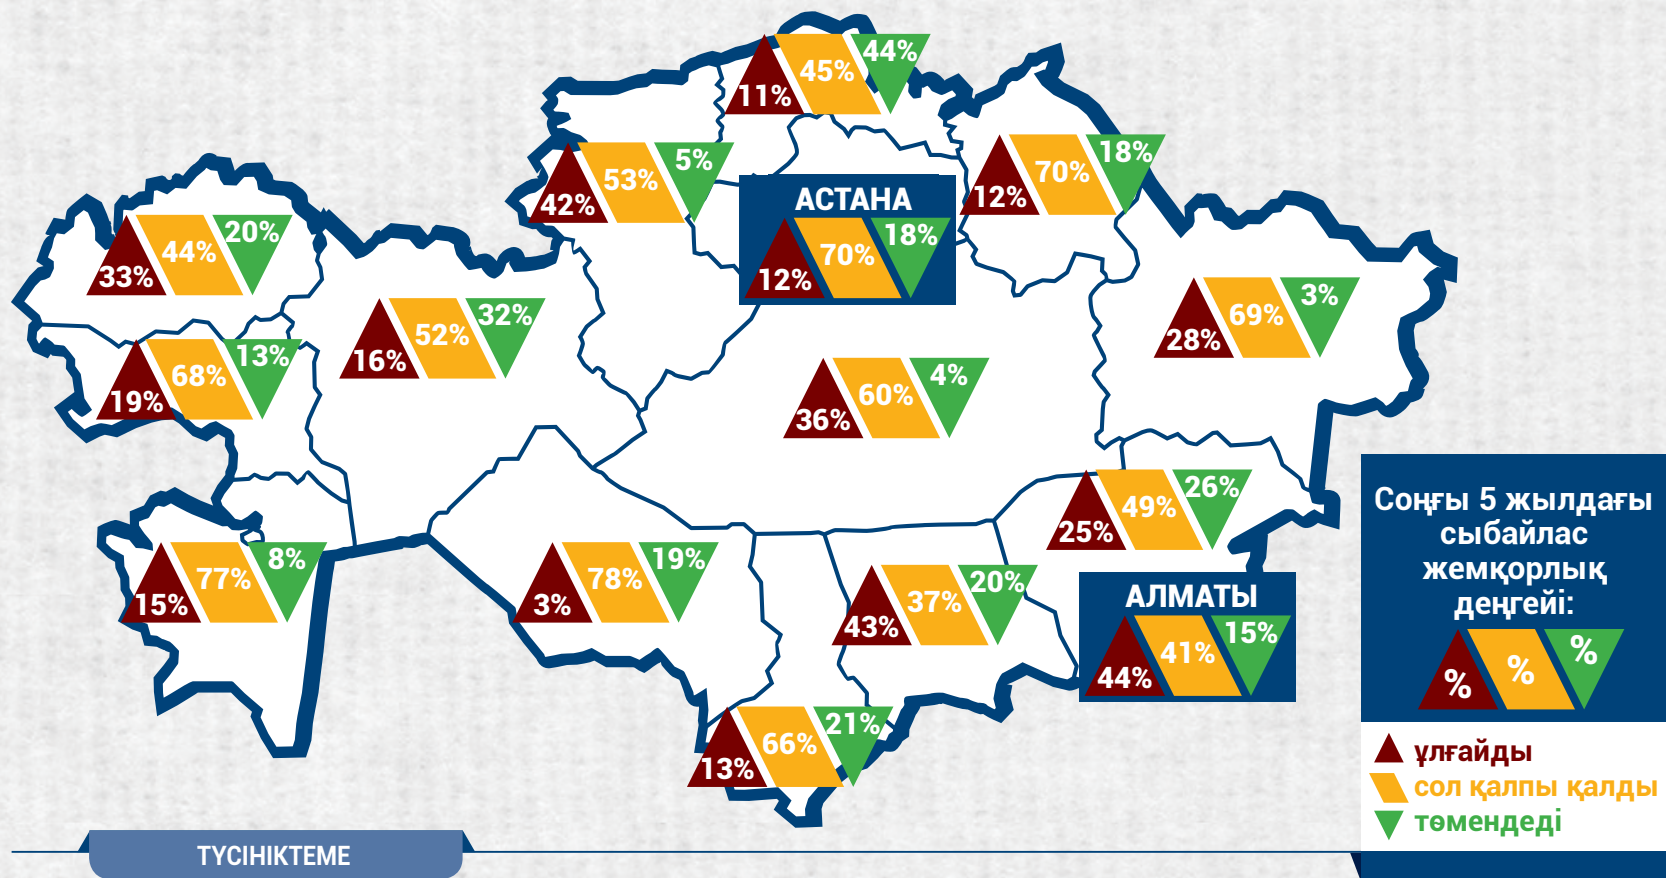 11% 45% 44%
42% 53% 5%
12% 70% 18%
АСТАНА
12% 70% 18%
33% 44% 20%
16% 52% 32%
28% 69% 3%
19% 68% 13%
36% 60% 4%
25% 49% 26%
15% 77% 8%
3% 78% 19%
43% 37% 20%
АЛМАТЫ
44% 41% 15%
13% 66% 21%
Соңғы 5 жылдағы
сыбайлас
жемқорлық
деңгейі:
% % %
ұлғайды
сол қалпы қалды
төмендеді
ТҮСІНІКТЕМЕ